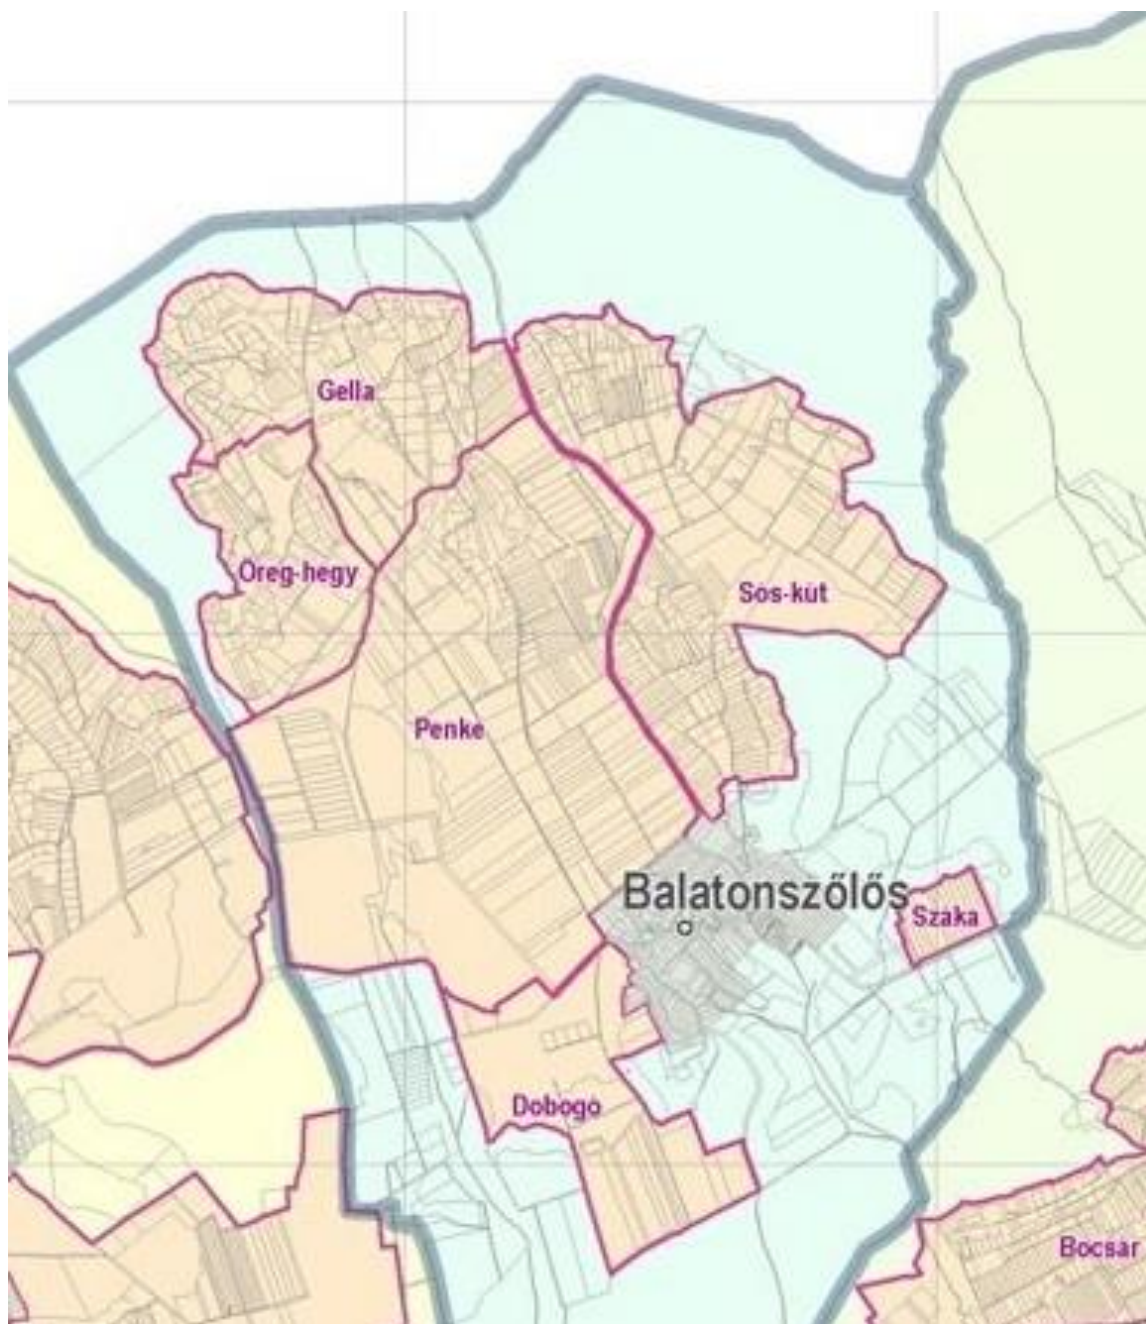 Gella
Öreg-hegy
Sós-kút
Penke
Balatonszőlős
Szaka
Dobogó
Bocsár